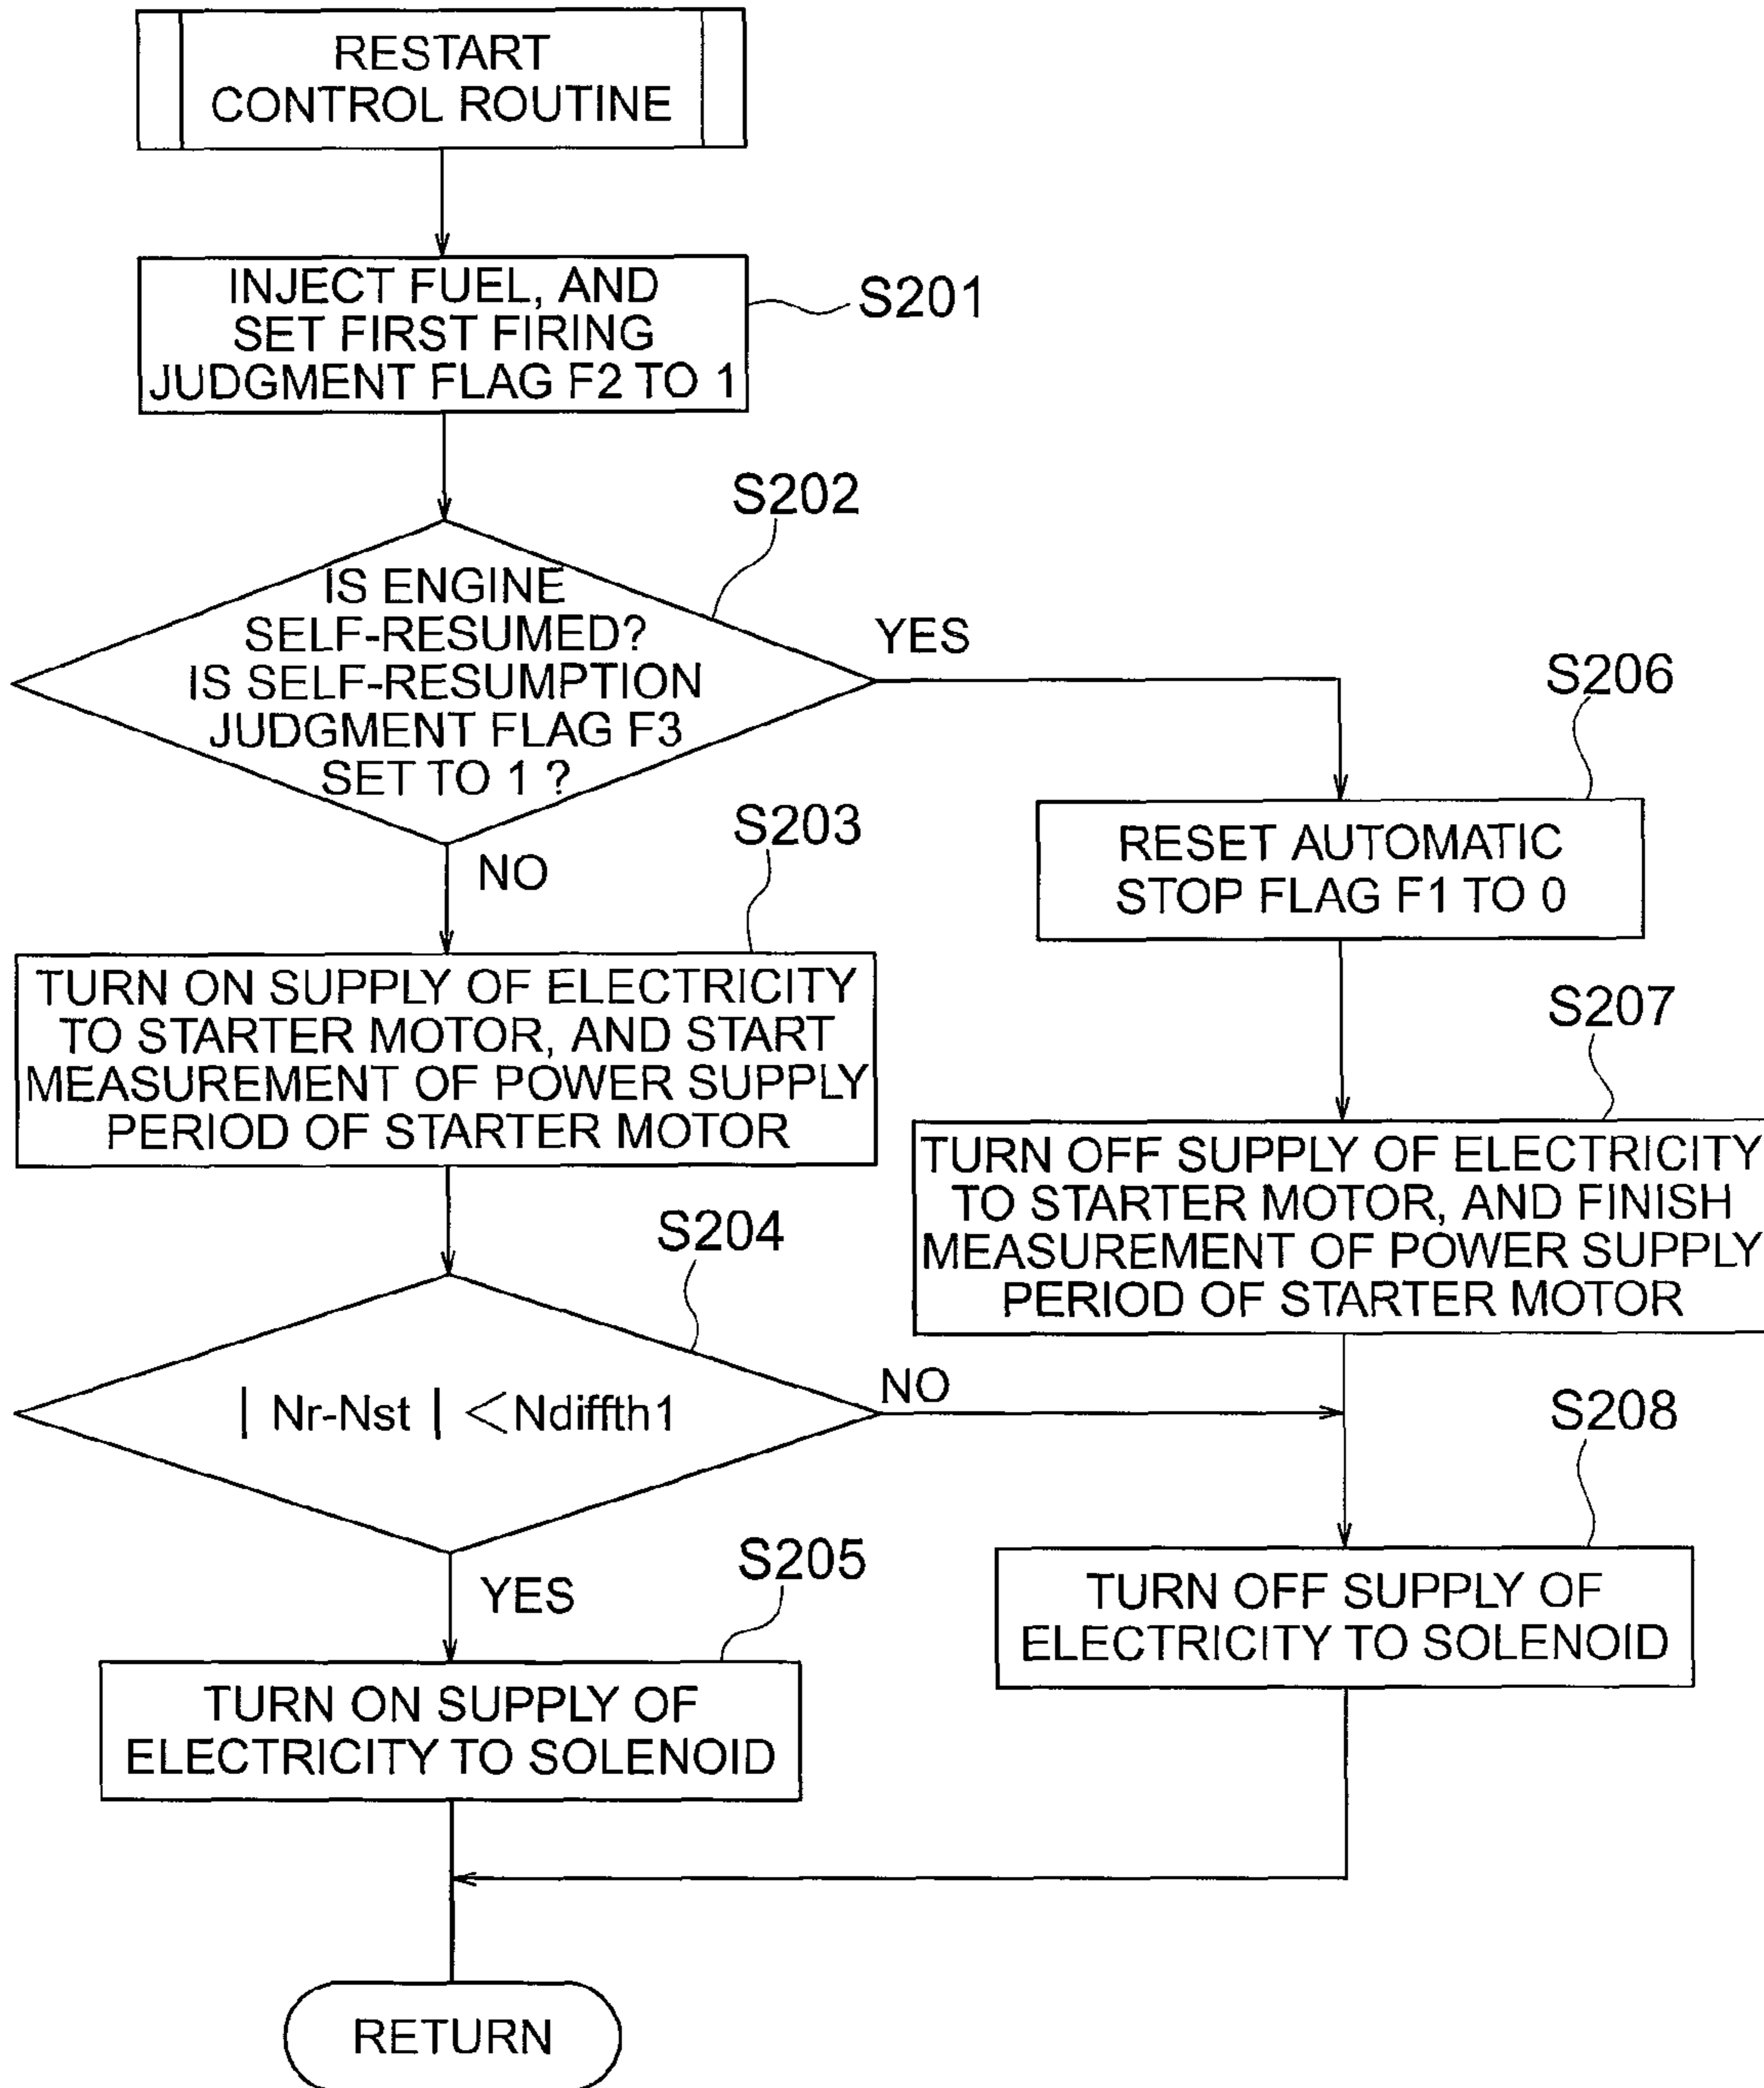 RESTART
CONTROL ROUTINE
INJECT FUEL, AND
SET FIRST FIRING
JUDGMENT FLAG F2 TO 1
S201
S202
IS ENGINE
SELF-RESUMED?
IS SELF-RESUMPTION
JUDGMENT FLAG F3
SET TO 1 ?
YES
NO
S206
RESET AUTOMATIC
STOP FLAG F1 TO 0
S203
TURN ON SUPPLY OF ELECTRICITY
TO STARTER MOTOR, AND START
MEASUREMENT OF POWER SUPPLY
PERIOD OF STARTER MOTOR
S207
TURN OFF SUPPLY OF ELECTRICITY
TO STARTER MOTOR, AND FINISH
MEASUREMENT OF POWER SUPPLY
PERIOD OF STARTER MOTOR
S204
| Nr-Nst | <Ndiffth1
NO
YES
S208
TURN OFF SUPPLY OF
ELECTRICITY TO SOLENOID
S205
TURN ON SUPPLY OF
ELECTRICITY TO SOLENOID
RETURN